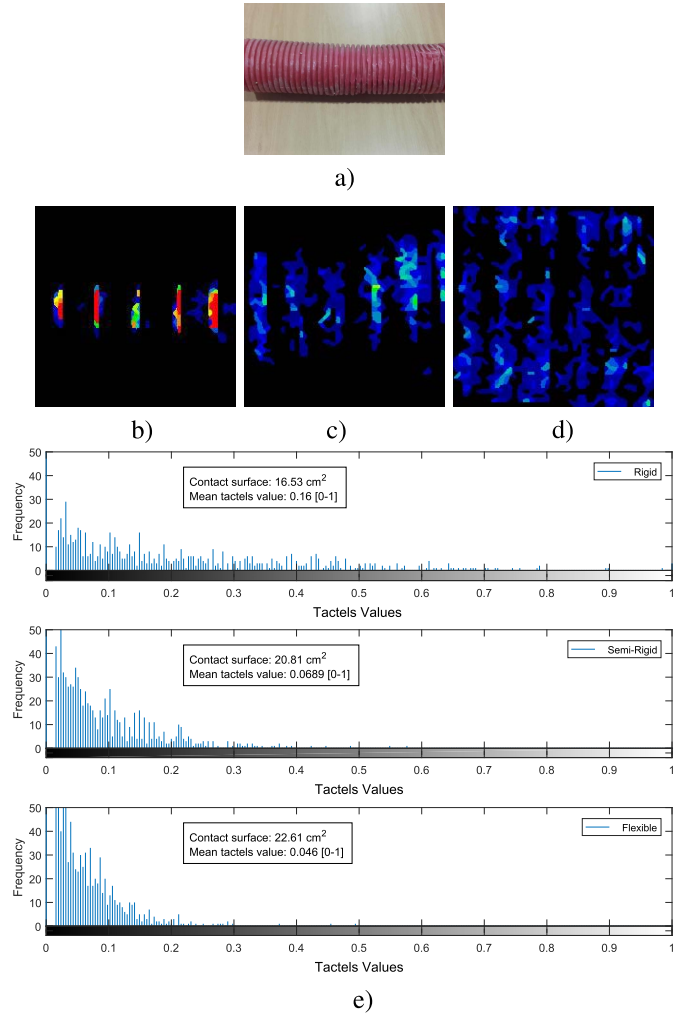 a)
b) c) d)
50
40
30
20
10
0
Frequency
Contact surface: 16.53 cm²
Mean tactels value: 0.16 [0-1]
Rigid
0 0.1 0.2 0.3 0.4 0.5 0.6 0.7 0.8 0.9 1
Tactels Values
50
40
30
20
10
0
Frequency
Contact surface: 20.81 cm²
Mean tactels value: 0.0689 [0-1]
Semi-Rigid
0 0.1 0.2 0.3 0.4 0.5 0.6 0.7 0.8 0.9 1
Tactels Values
50
40
30
20
10
0
Frequency
Contact surface: 22.61 cm²
Mean tactels value: 0.046 [0-1]
Flexible
0 0.1 0.2 0.3 0.4 0.5 0.6 0.7 0.8 0.9 1
Tactels Values
e)